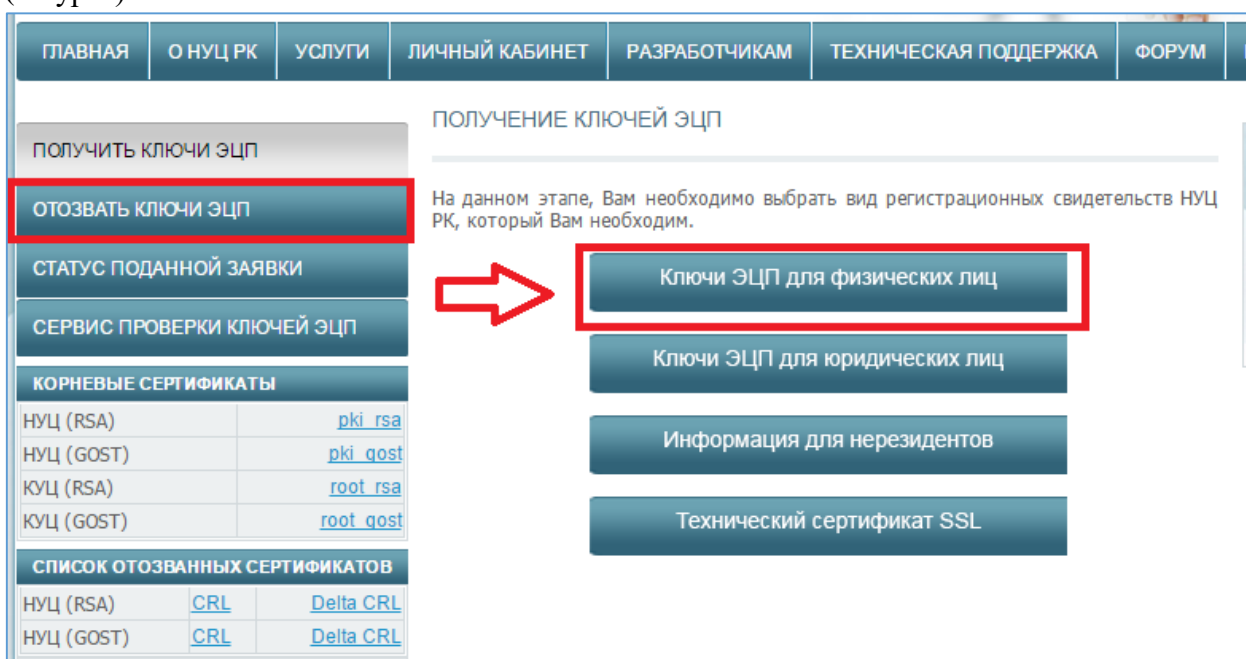 ГЛАВНАЯ О НУЦ РК УСЛУГИ ЛИЧНЫЙ КАБИНЕТ РАЗРАБОТЧИКАМ ТЕХНИЧЕСКАЯ ПОДДЕРЖКА ФОРУМ
ПОЛУЧИТЬ КЛЮЧИ ЭЦП
ОТОЗВАТЬ КЛЮЧИ ЭЦП
СТАТУС ПОДАННОЙ ЗАЯВКИ
СЕРВИС ПРОВЕРКИ КЛЮЧЕЙ ЭЦП
КОРНЕВЫЕ СЕРТИФИКАТЫ
НУЦ (RSA) pki_rsa
НУЦ (GOST) pki_gost
КУЦ (RSA) root_rsa
КУЦ (GOST) root_gost
СПИСОК ОТОЗВАННЫХ СЕРТИФИКАТОВ
НУЦ (RSA) CRL Delta CRL
НУЦ (GOST) CRL Delta CRL
ПОЛУЧЕНИЕ КЛЮЧЕЙ ЭЦП
На данном этапе, Вам необходимо выбрать вид регистрационных свидетельств НУЦ
РК, который Вам необходим.
Ключи ЭЦП для физических лиц
Ключи ЭЦП для юридических лиц
Информация для нерезидентов
Технический сертификат SSL